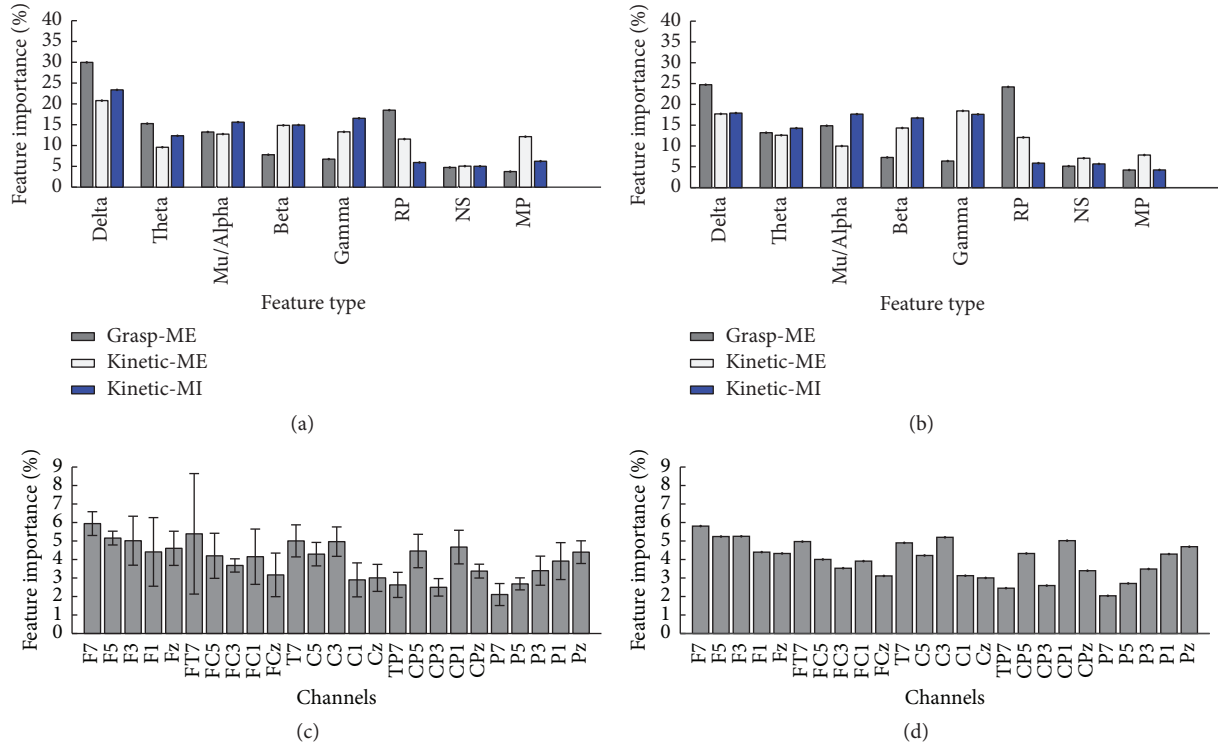 Feature importance (%)
40
35
30
25
20
15
10
5
0
Delta
Theta
Mu/Alpha
Beta
Gamma
RP
NS
MP
Feature type
Grasp-ME
Kinetic-ME
Kinetic-MI
(a)
Feature importance (%)
40
35
30
25
20
15
10
5
0
Delta
Theta
Mu/Alpha
Beta
Gamma
RP
NS
MP
Feature type
Grasp-ME
Kinetic-ME
Kinetic-MI
(b)
Feature importance (%)
9
8
7
6
5
4
3
2
1
0
F7
F5
F3
F1
Fz
FT7
FC5
FC3
FC1
FCz
T7
C5
C3
C1
Cz
TP7
CP5
CP3
CP1
CPz
P7
P5
P3
P1
Pz
Channels
(c)
Feature importance (%)
9
8
7
6
5
4
3
2
1
0
F7
F5
F3
F1
Fz
FT7
FC5
FC3
FC1
FCz
T7
C5
C3
C1
Cz
TP7
CP5
CP3
CP1
CPz
P7
P5
P3
P1
Pz
Channels
(d)